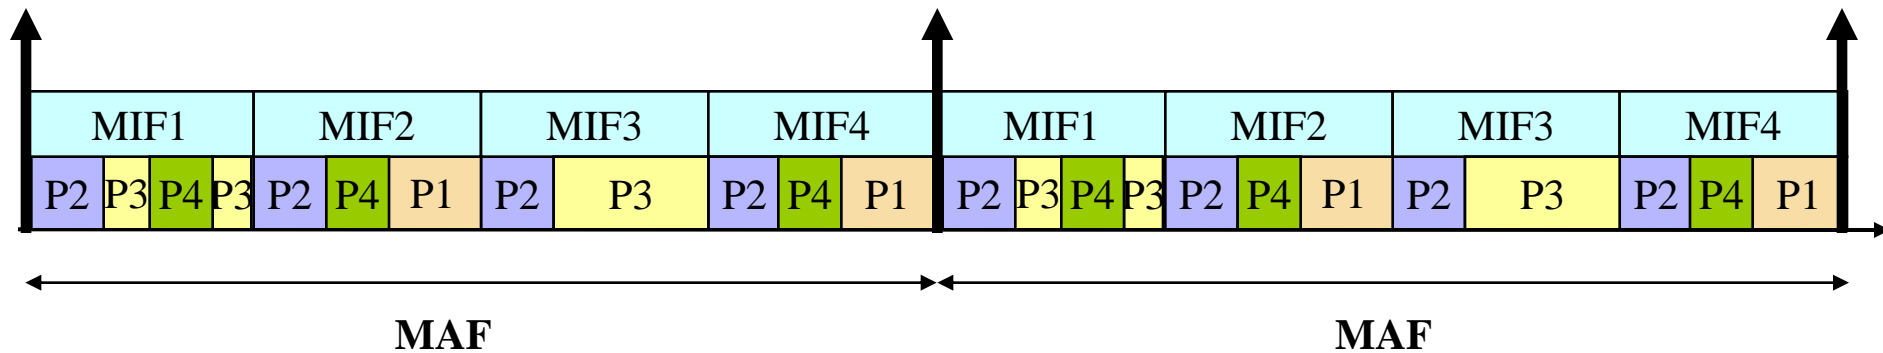 MIF1 MIF2 MIF3 MIF4 MIF1 MIF2 MIF3 MIF4
P2 P3 P4 P3 P2 P4 P1 P2 P3 P2 P4 P1 P2 P3 P4 P3 P2 P4 P1 P2 P3 P2 P4 P1
MAF MAF